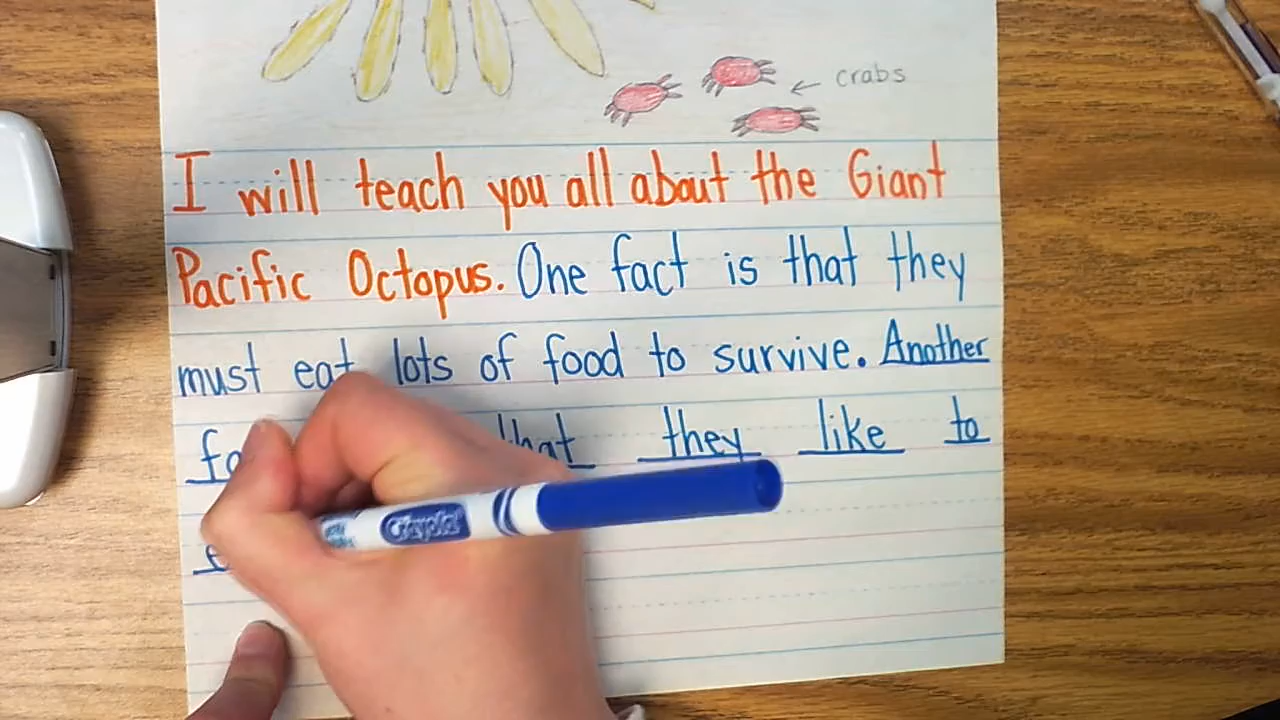 crabs
I will teach you all about the Giant
Pacific Octopus. One fact is that they
must eat lots of food to survive. Another
they like to
Crayola